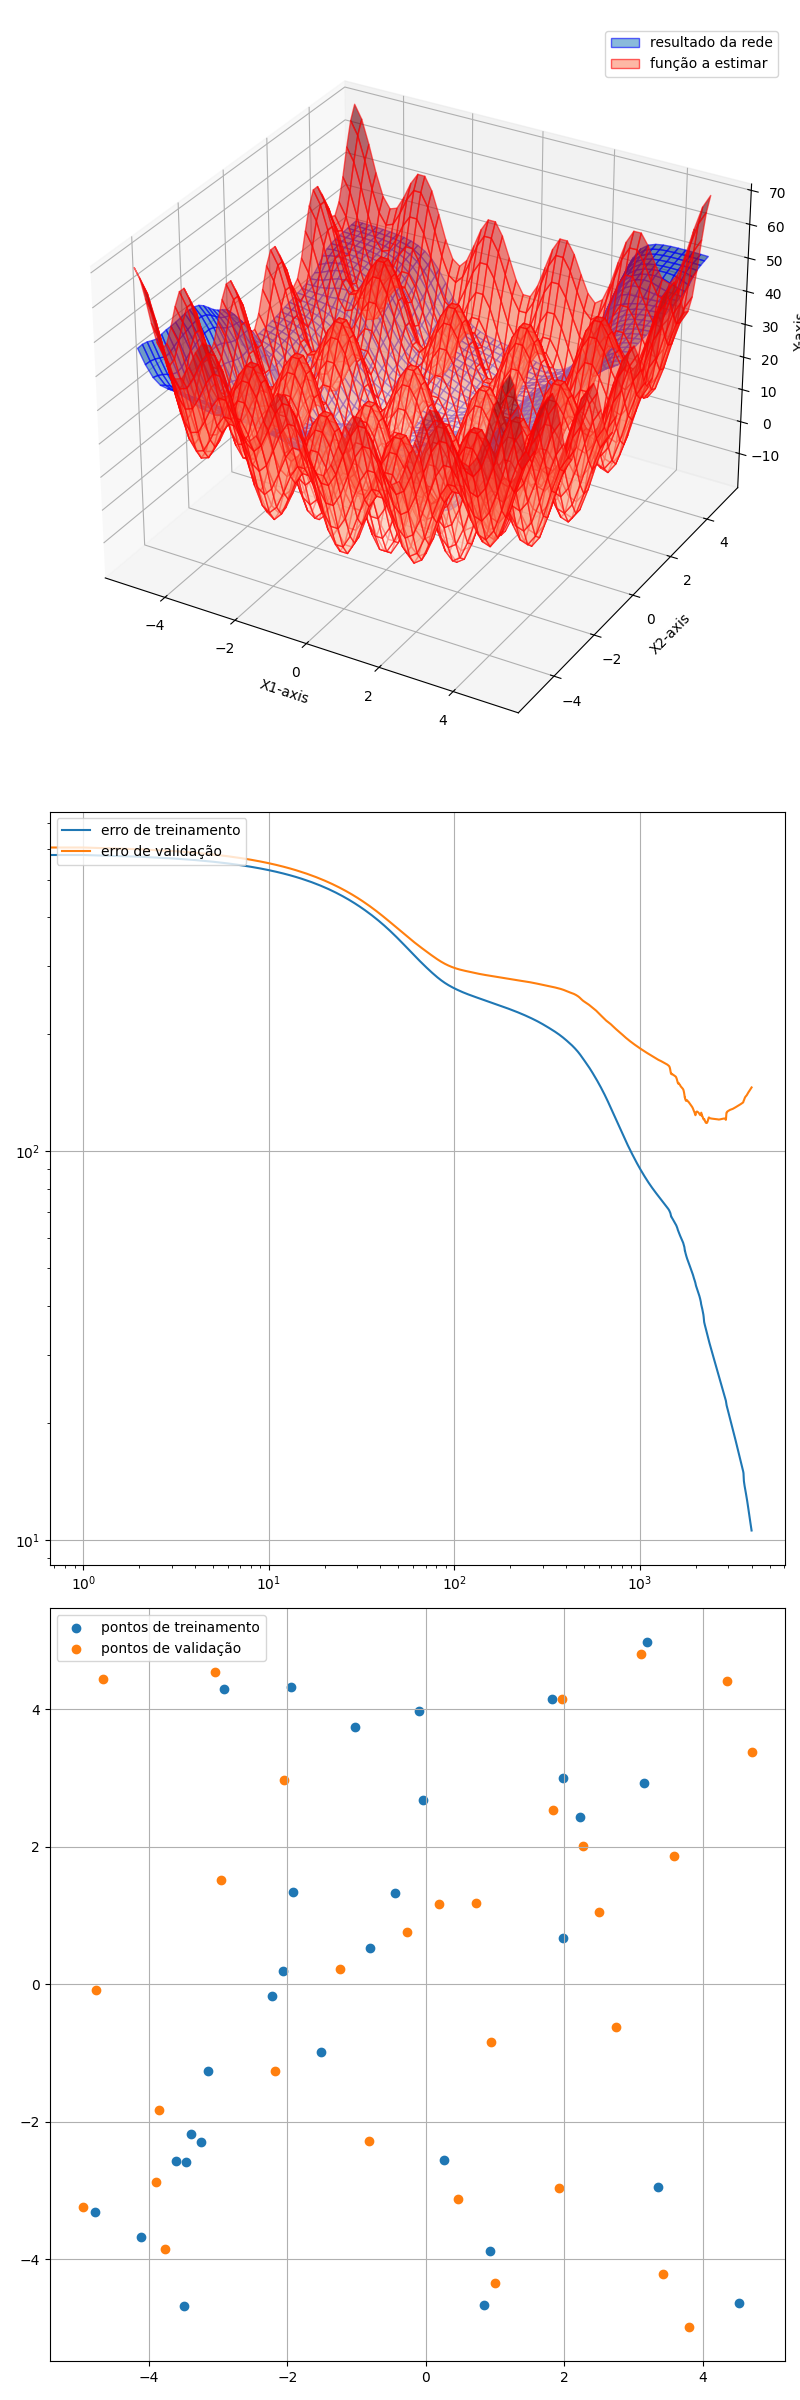 resultado da rede
função a estimar
70
60
50
40
30
20
10
0
−10
Y-axis
−4
−2
0
2
4
X1-axis
−4
−2
0
2
4
X2-axis
erro de treinamento
erro de validação
10²
10¹
10⁰ 10¹ 10² 10³
pontos de treinamento
pontos de validação
4
2
0
−2
−4
−4 −2 0 2 4